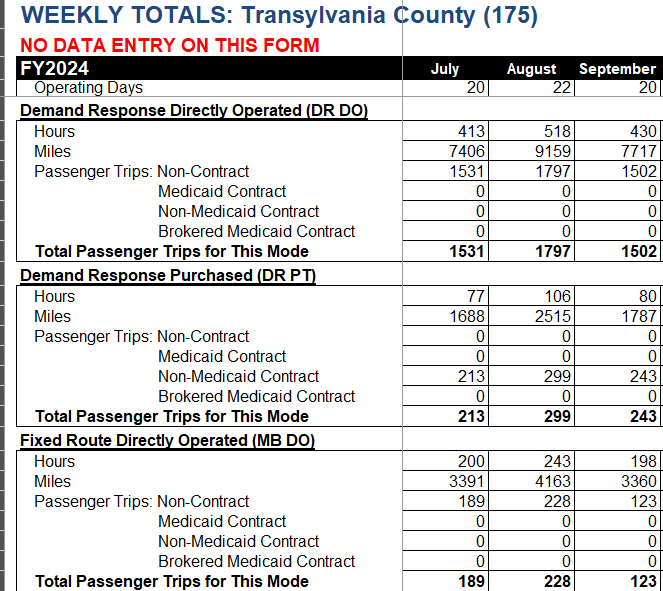 WEEKLY TOTALS: Transylvania County (175)
NO DATA ENTRY ON THIS FORM
FY2024 July August September
Operating Days 20 22 20
Demand Response Directly Operated (DR DO)
Hours 413 518 430
Miles 7406 9159 7717
Passenger Trips: Non-Contract 1531 1797 1502
Medicaid Contract 0 0 0
Non-Medicaid Contract 0 0 0
Brokered Medicaid Contract 0 0 0
Total Passenger Trips for This Mode 1531 1797 1502
Demand Response Purchased (DR PT)
Hours 77 106 80
Miles 1688 2515 1787
Passenger Trips: Non-Contract 0 0 0
Medicaid Contract 0 0 0
Non-Medicaid Contract 213 299 243
Brokered Medicaid Contract 0 0 0
Total Passenger Trips for This Mode 213 299 243
Fixed Route Directly Operated (MB DO)
Hours 200 243 198
Miles 3391 4163 3360
Passenger Trips: Non-Contract 189 228 123
Medicaid Contract 0 0 0
Non-Medicaid Contract 0 0 0
Brokered Medicaid Contract 0 0 0
Total Passenger Trips for This Mode 189 228 123